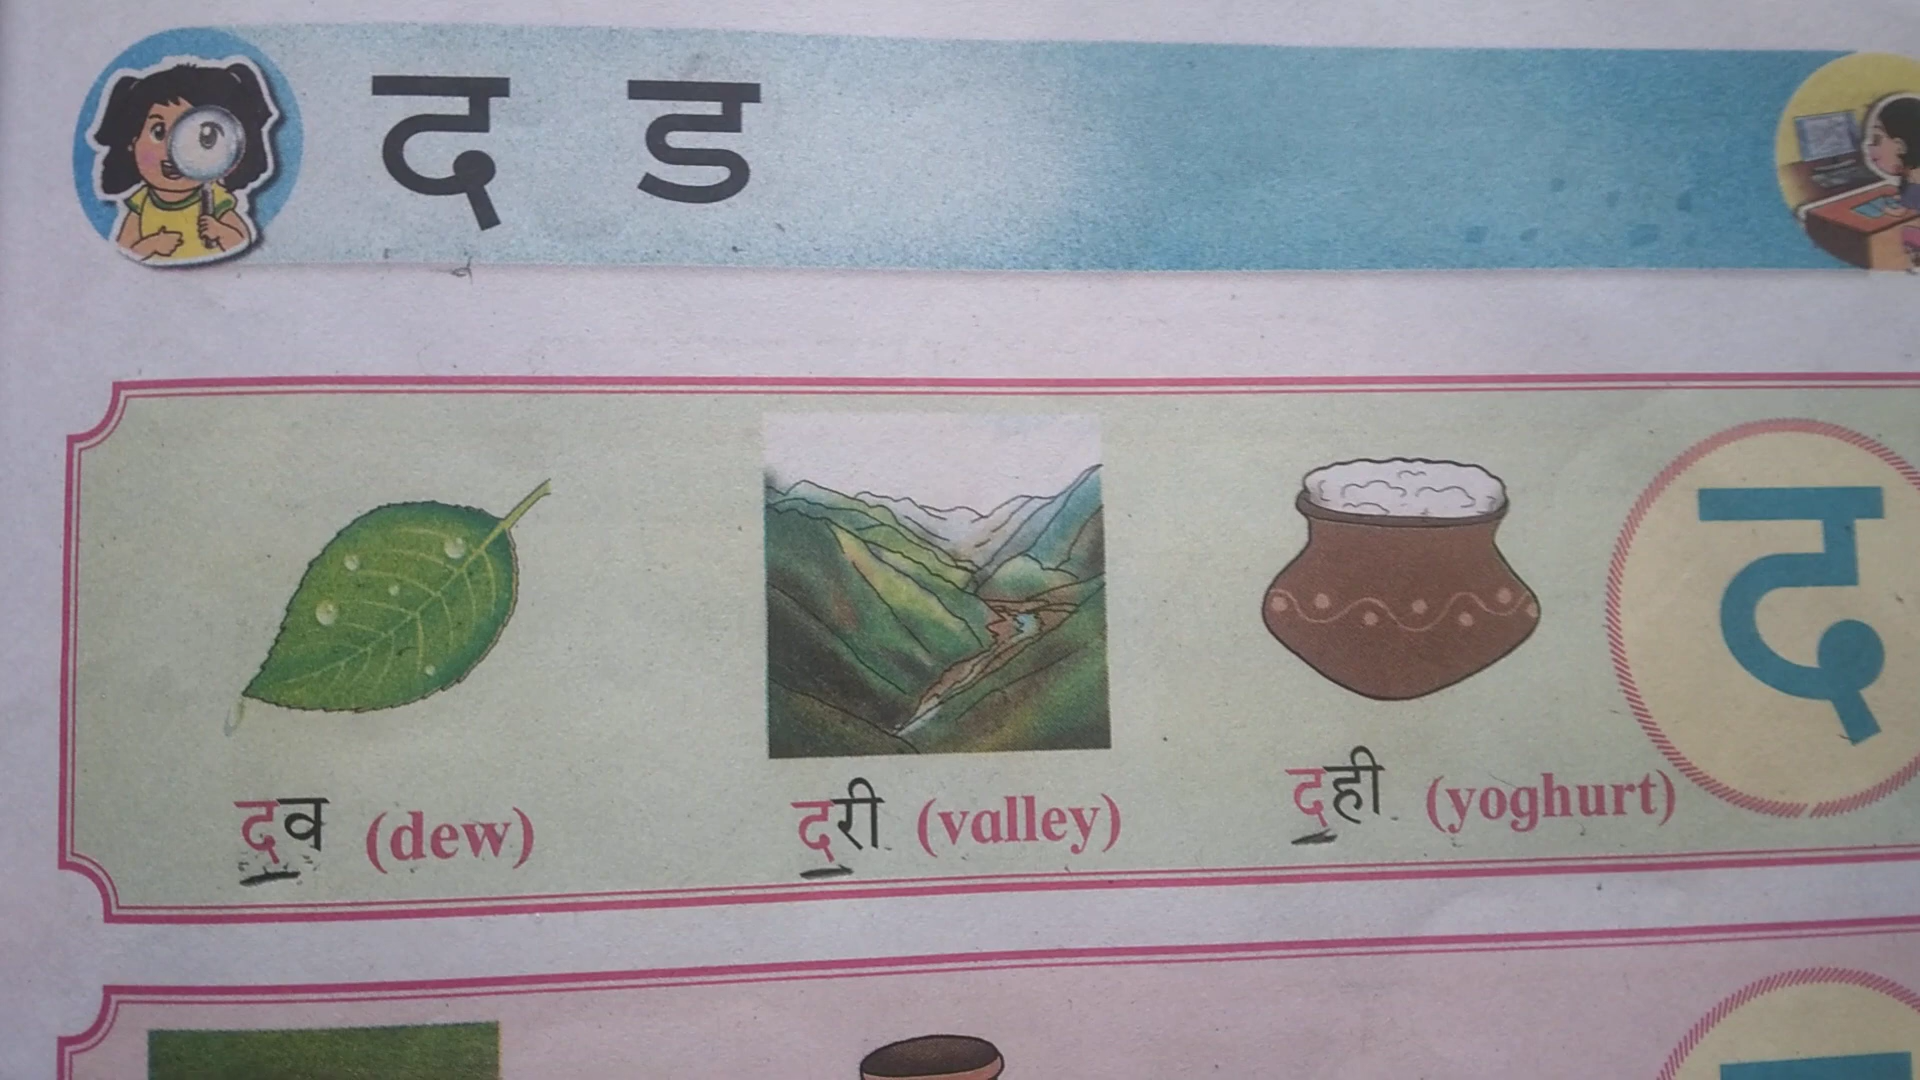 द ड
द
दव (dew) दरी (valley) दही (yoghurt)